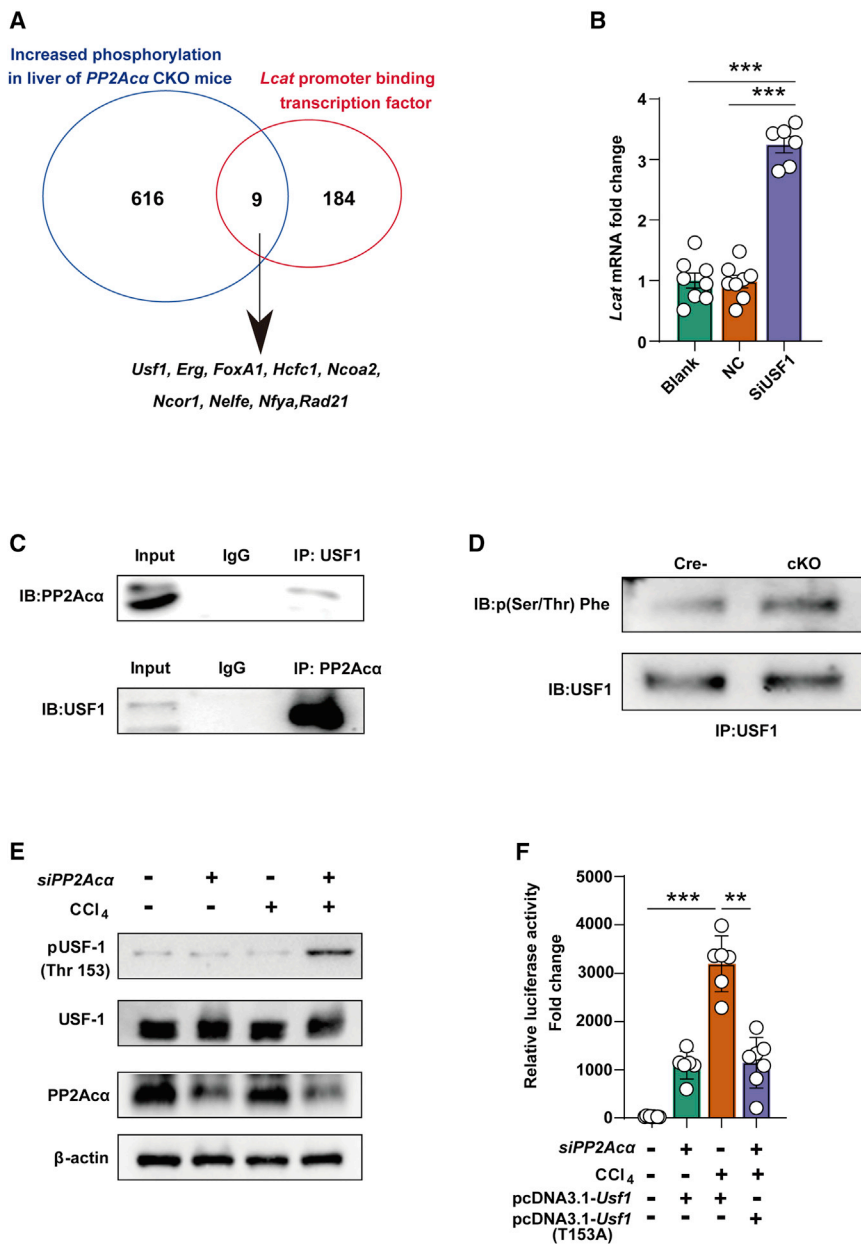 A
Increased phosphorylation
in liver of PP2Acα CKO mice
Lcat promoter binding
transcription factor
616
9
184
Usf1, Erg, FoxA1, Hcfc1, Ncoa2,
Ncor1, Nelfe, Nfya,Rad21
B
***
***
Lcat mRNA fold change
4
3
2
1
0
Blank
NC
SiUSF1
C
Input IgG IP: USF1
IB:PP2Acα
Input IgG IP: PP2Acα
IB:USF1
D
Cre- cKO
IB:p(Ser/Thr) Phe
IB:USF1
IP:USF1
E
siPP2Acα - + - +
CCl4 - - + +
pUSF-1
(Thr 153)
USF-1
PP2Acα
β-actin
F
*** **
Relative luciferase activity
Fold change
5000
4000
3000
2000
1000
0
siPP2Acα - + - +
CCl4 - - + +
pcDNA3.1-Usf1 - + + -
pcDNA3.1-Usf1 - - - +
(T153A)